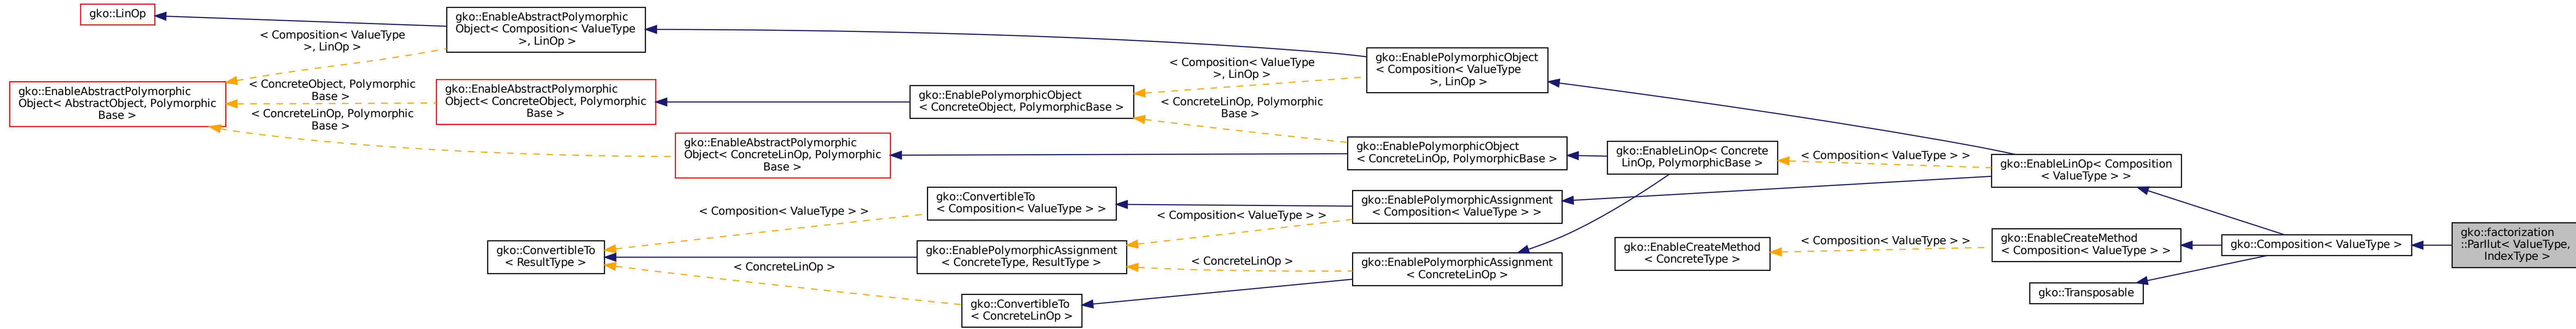 gko::LinOp
gko::EnableAbstractPolymorphic
Object< Composition< ValueType
>, LinOp >
< Composition< ValueType
>, LinOp >
gko::EnableAbstractPolymorphic
Object< AbstractObject, Polymorphic
Base >
< ConcreteObject, Polymorphic
Base >
< ConcreteLinOp, Polymorphic
Base >
gko::EnableAbstractPolymorphic
Object< ConcreteObject, Polymorphic
Base >
gko::EnableAbstractPolymorphic
Object< ConcreteLinOp, Polymorphic
Base >
gko::EnablePolymorphicObject
< ConcreteObject, PolymorphicBase >
< Composition< ValueType
>, LinOp >
< ConcreteLinOp, Polymorphic
Base >
gko::EnablePolymorphicObject
< Composition< ValueType
>, LinOp >
gko::EnablePolymorphicObject
< ConcreteLinOp, PolymorphicBase >
gko::EnableLinOp< Concrete
LinOp, PolymorphicBase >
< Composition< ValueType > >
gko::EnableLinOp< Composition
< ValueType > >
gko::ConvertibleTo
< ResultType >
< Composition< ValueType > >
< ConcreteLinOp >
gko::ConvertibleTo
< Composition< ValueType > >
gko::EnablePolymorphicAssignment
< ConcreteType, ResultType >
gko::ConvertibleTo
< ConcreteLinOp >
< Composition< ValueType > >
< ConcreteLinOp >
gko::EnablePolymorphicAssignment
< Composition< ValueType > >
gko::EnablePolymorphicAssignment
< ConcreteLinOp >
gko::EnableCreateMethod
< ConcreteType >
< Composition< ValueType > >
gko::EnableCreateMethod
< Composition< ValueType > >
gko::Transposable
gko::Composition< ValueType >
gko::factorization
::ParIlut< ValueType,
IndexType >